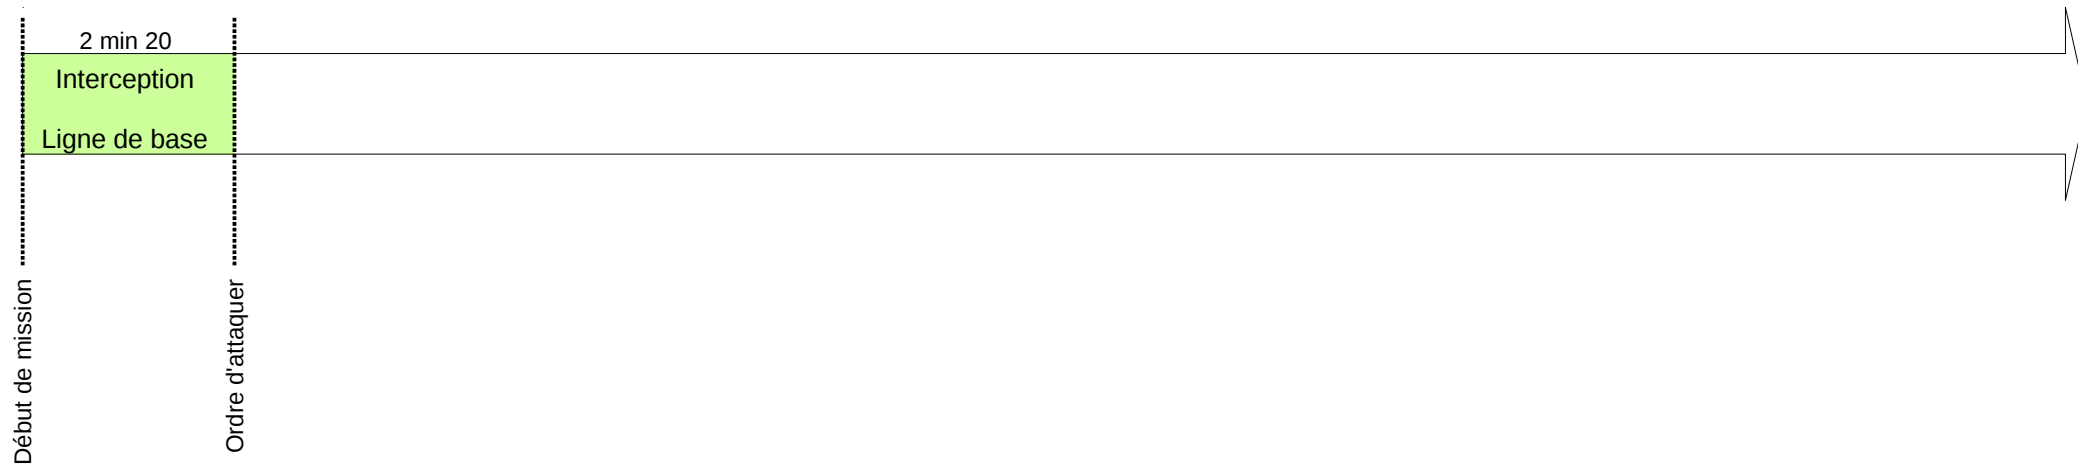 2 min 20
Interception
Ligne de base
Début de mission
Ordre d'attaquer